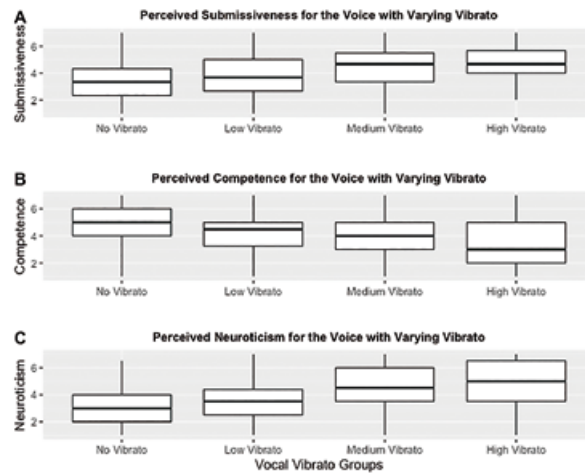 A
Perceived Submissiveness for the Voice with Varying Vibrato
Submissiveness
6
4
2
No Vibrato Low Vibrato Medium Vibrato High Vibrato
B
Perceived Competence for the Voice with Varying Vibrato
Competence
6
4
2
No Vibrato Low Vibrato Medium Vibrato High Vibrato
C
Perceived Neuroticism for the Voice with Varying Vibrato
Neuroticism
6
4
2
No Vibrato Low Vibrato Medium Vibrato High Vibrato
Vocal Vibrato Groups